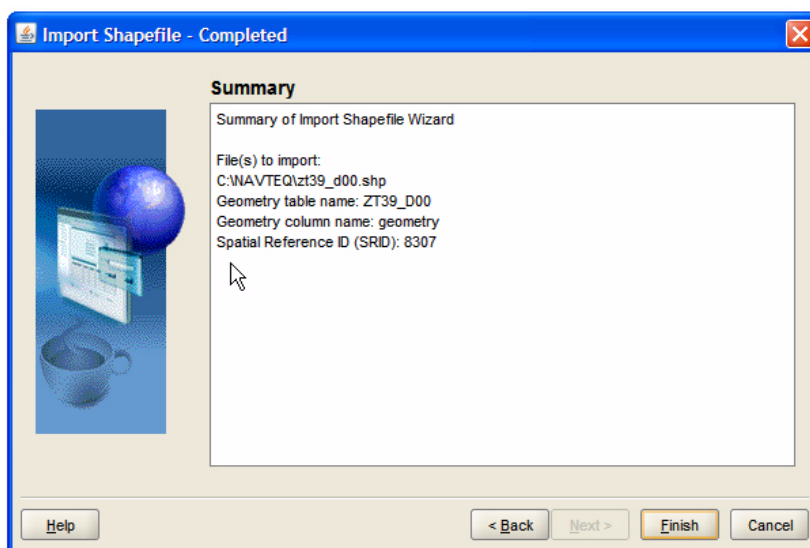 Import Shapefile - Completed
Summary
Summary of Import Shapefile Wizard
File(s) to import:
C:\NAVTEQ\zt39_d00.shp
Geometry table name: ZT39_D00
Geometry column name: geometry
Spatial Reference ID (SRID): 8307
Help
< Back
Next >
Finish
Cancel